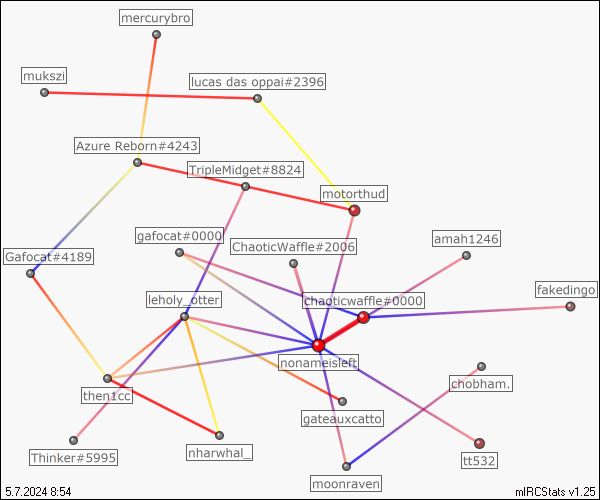 mercurybro
mukszi
lucas das oppai#2396
Azure Reborn#4243
TripleMidget#8824
motorthud
gafocat#0000
ChaoticWaffle#2006
amah1246
Gafocat#4189
leholy_otter
chaoticwaffle#0000
fakedingo
nonameisleft
chobham.
then1cc
gateauxcatto
Thinker#5995
nharwhal_
tt532
moonraven
5.7.2024 8:54
mIRCStats v1.25